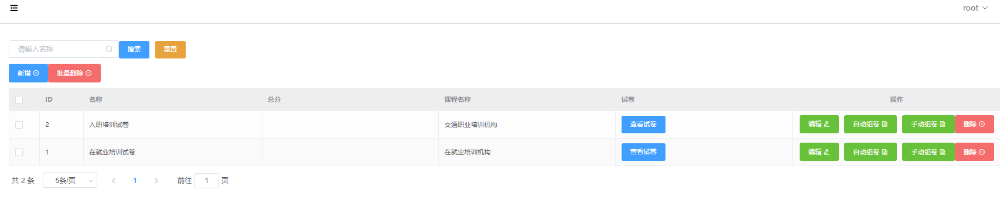 root
请输入名称 搜索 重置
新增 批量删除
ID 名称 总分 课程名称 试卷 操作
2 入职培训试卷 交通职业培训机构 查看试卷 编辑 自动组卷 手动组卷 删除
1 在就业培训试卷 在就业培训机构 查看试卷 编辑 自动组卷 手动组卷 删除
共 2 条 5条/页 1 前往 1 页